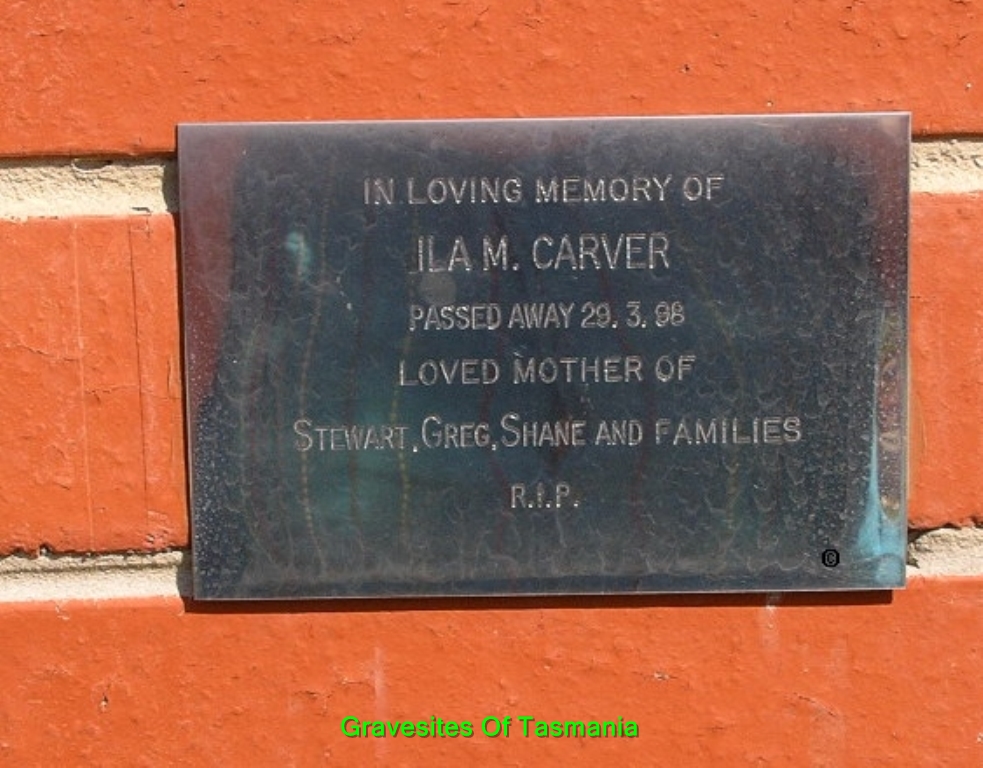 IN LOVING MEMORY OF
ILA M. CARVER
PASSED AWAY 29. 3. 98
LOVED MOTHER OF
STEWART, GREG, SHANE AND FAMILIES
R.I.P.
©
Gravesites Of Tasmania